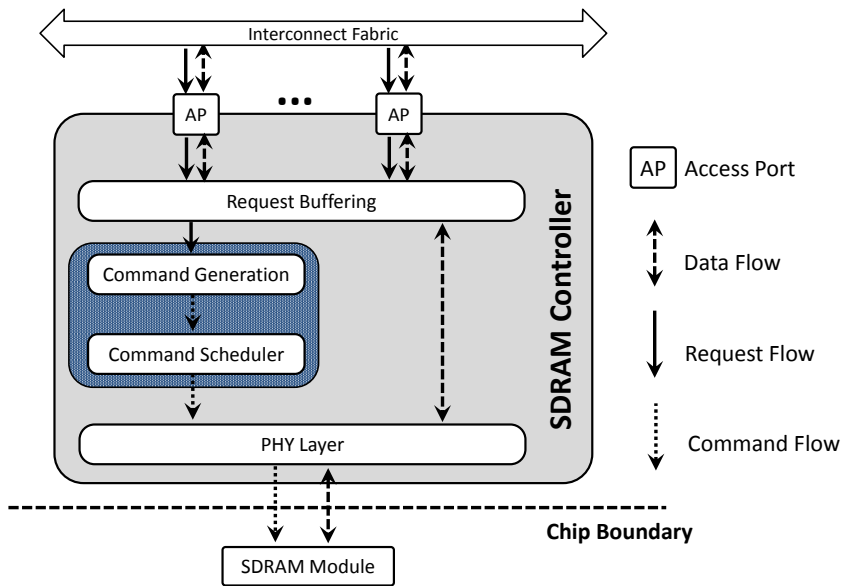 Interconnect Fabric
AP
...
AP
Request Buffering
Command Generation
Command Scheduler
PHY Layer
SDRAM Controller
Chip Boundary
SDRAM Module
AP Access Port
Data Flow
Request Flow
Command Flow